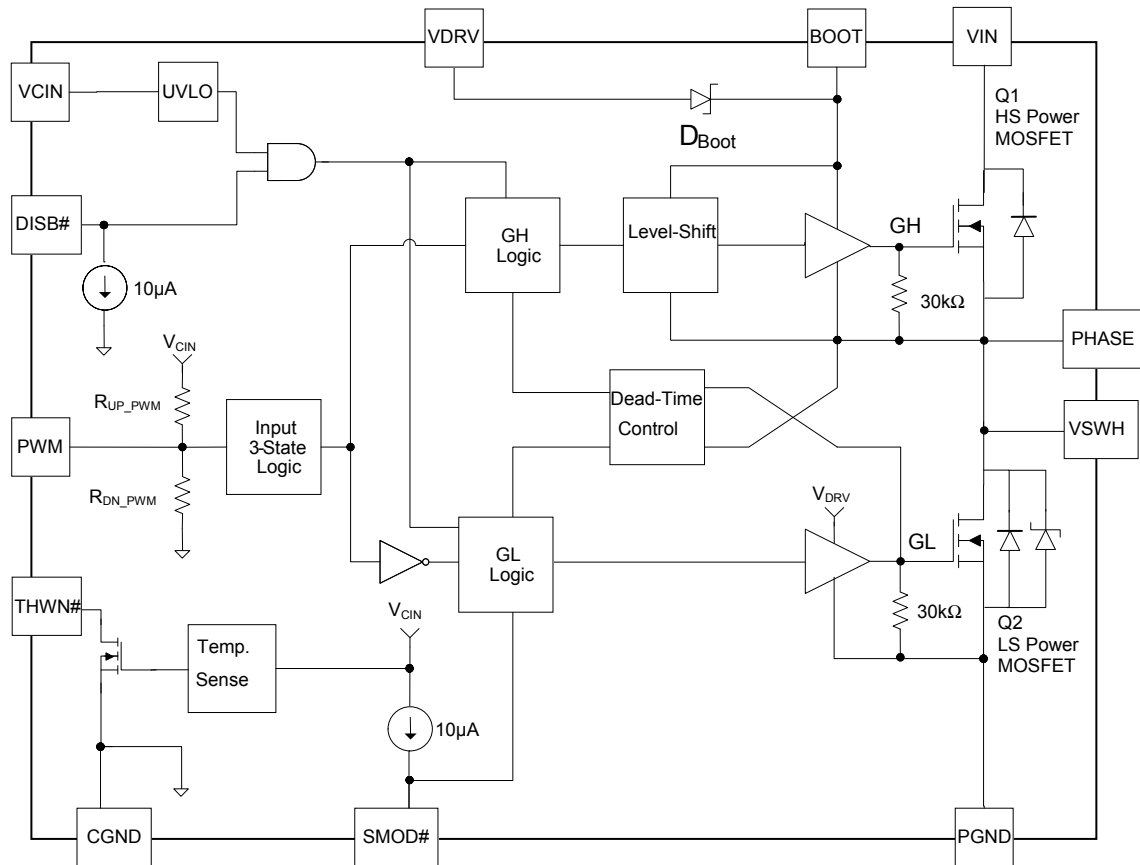 VDRV
BOOT
VIN
VCIN
UVLO
Q1
HS Power
MOSFET
DBoot
DISB#
GH
Logic
Level-Shift
GH
10µA
30kΩ
VCIN
PHASE
RUP_PWM
Dead-Time
Control
PWM
Input
3-State
Logic
VSWH
RDN_PWM
VDRV
GL
Logic
GL
THWN#
VCIN
30kΩ
Temp.
Sense
Q2
LS Power
MOSFET
10µA
CGND
SMOD#
PGND